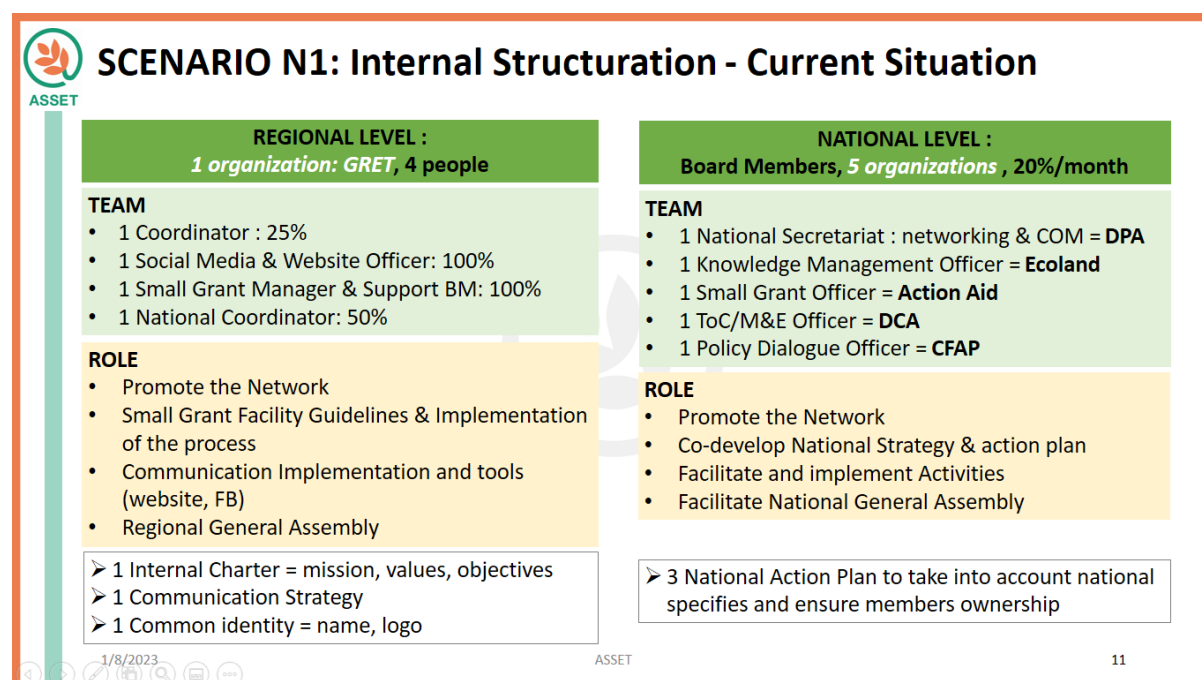 SCENARIO N1: Internal Structuration - Current Situation
ASSET
REGIONAL LEVEL :
1 organization: GRET, 4 people
TEAM
• 1 Coordinator : 25%
• 1 Social Media & Website Officer: 100%
• 1 Small Grant Manager & Support BM: 100%
• 1 National Coordinator: 50%
ROLE
• Promote the Network
• Small Grant Facility Guidelines & Implementation
of the process
• Communication Implementation and tools
(website, FB)
• Regional General Assembly
➢ 1 Internal Charter = mission, values, objectives
➢ 1 Communication Strategy
➢ 1 Common identity = name, logo
NATIONAL LEVEL :
Board Members, 5 organizations , 20%/month
TEAM
• 1 National Secretariat : networking & COM = DPA
• 1 Knowledge Management Officer = Ecoland
• 1 Small Grant Officer = Action Aid
• 1 ToC/M&E Officer = DCA
• 1 Policy Dialogue Officer = CFAP
ROLE
• Promote the Network
• Co-develop National Strategy & action plan
• Facilitate and implement Activities
• Facilitate National General Assembly
➢ 3 National Action Plan to take into account national
specifies and ensure members ownership
1/8/2023
ASSET
11